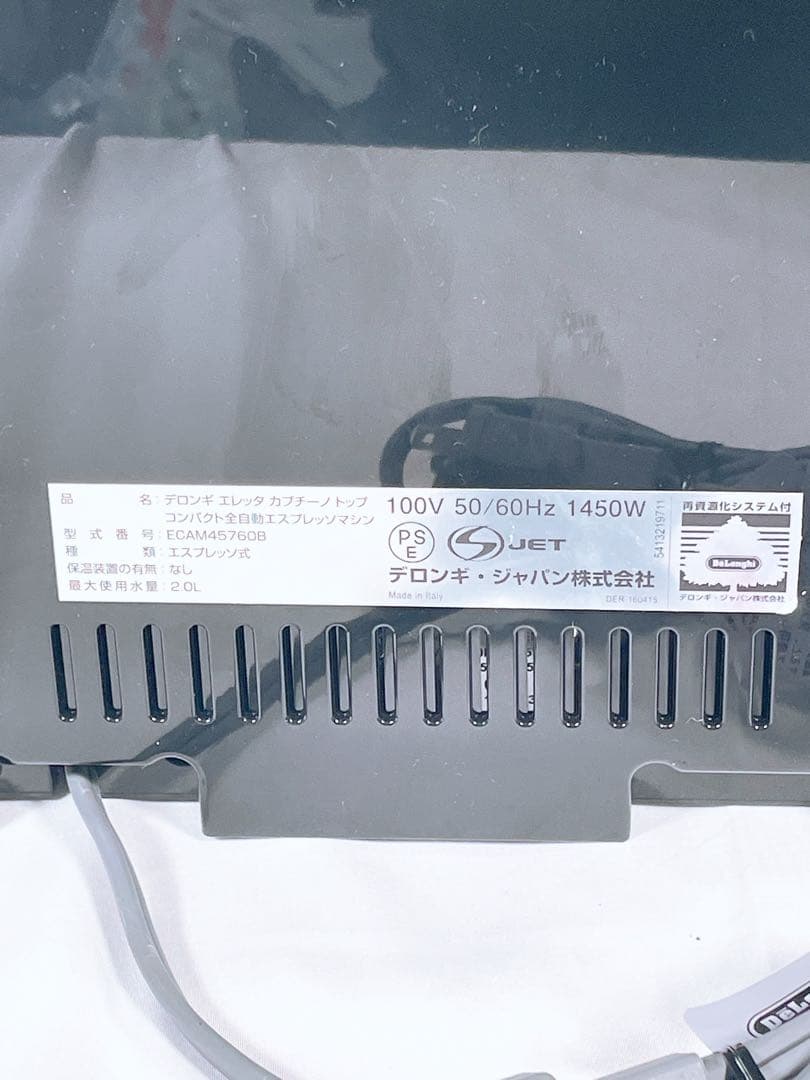 品 名：デロンギ エレッタ カプチーノ トップ
コンパクト全自動エスプレッソマシン
型 式 番 号：ECAM45760B
種 類：エスプレッソ式
保温装置の有無：なし
最大使用水量：2.0L
100V 50/60Hz 1450W
PS
E
S JET
デロンギ・ジャパン株式会社
Made in Italy
DER-160415
5413219711
再資源化システム付
DeLonghi
デロンギ・ジャパン株式会社
DeL